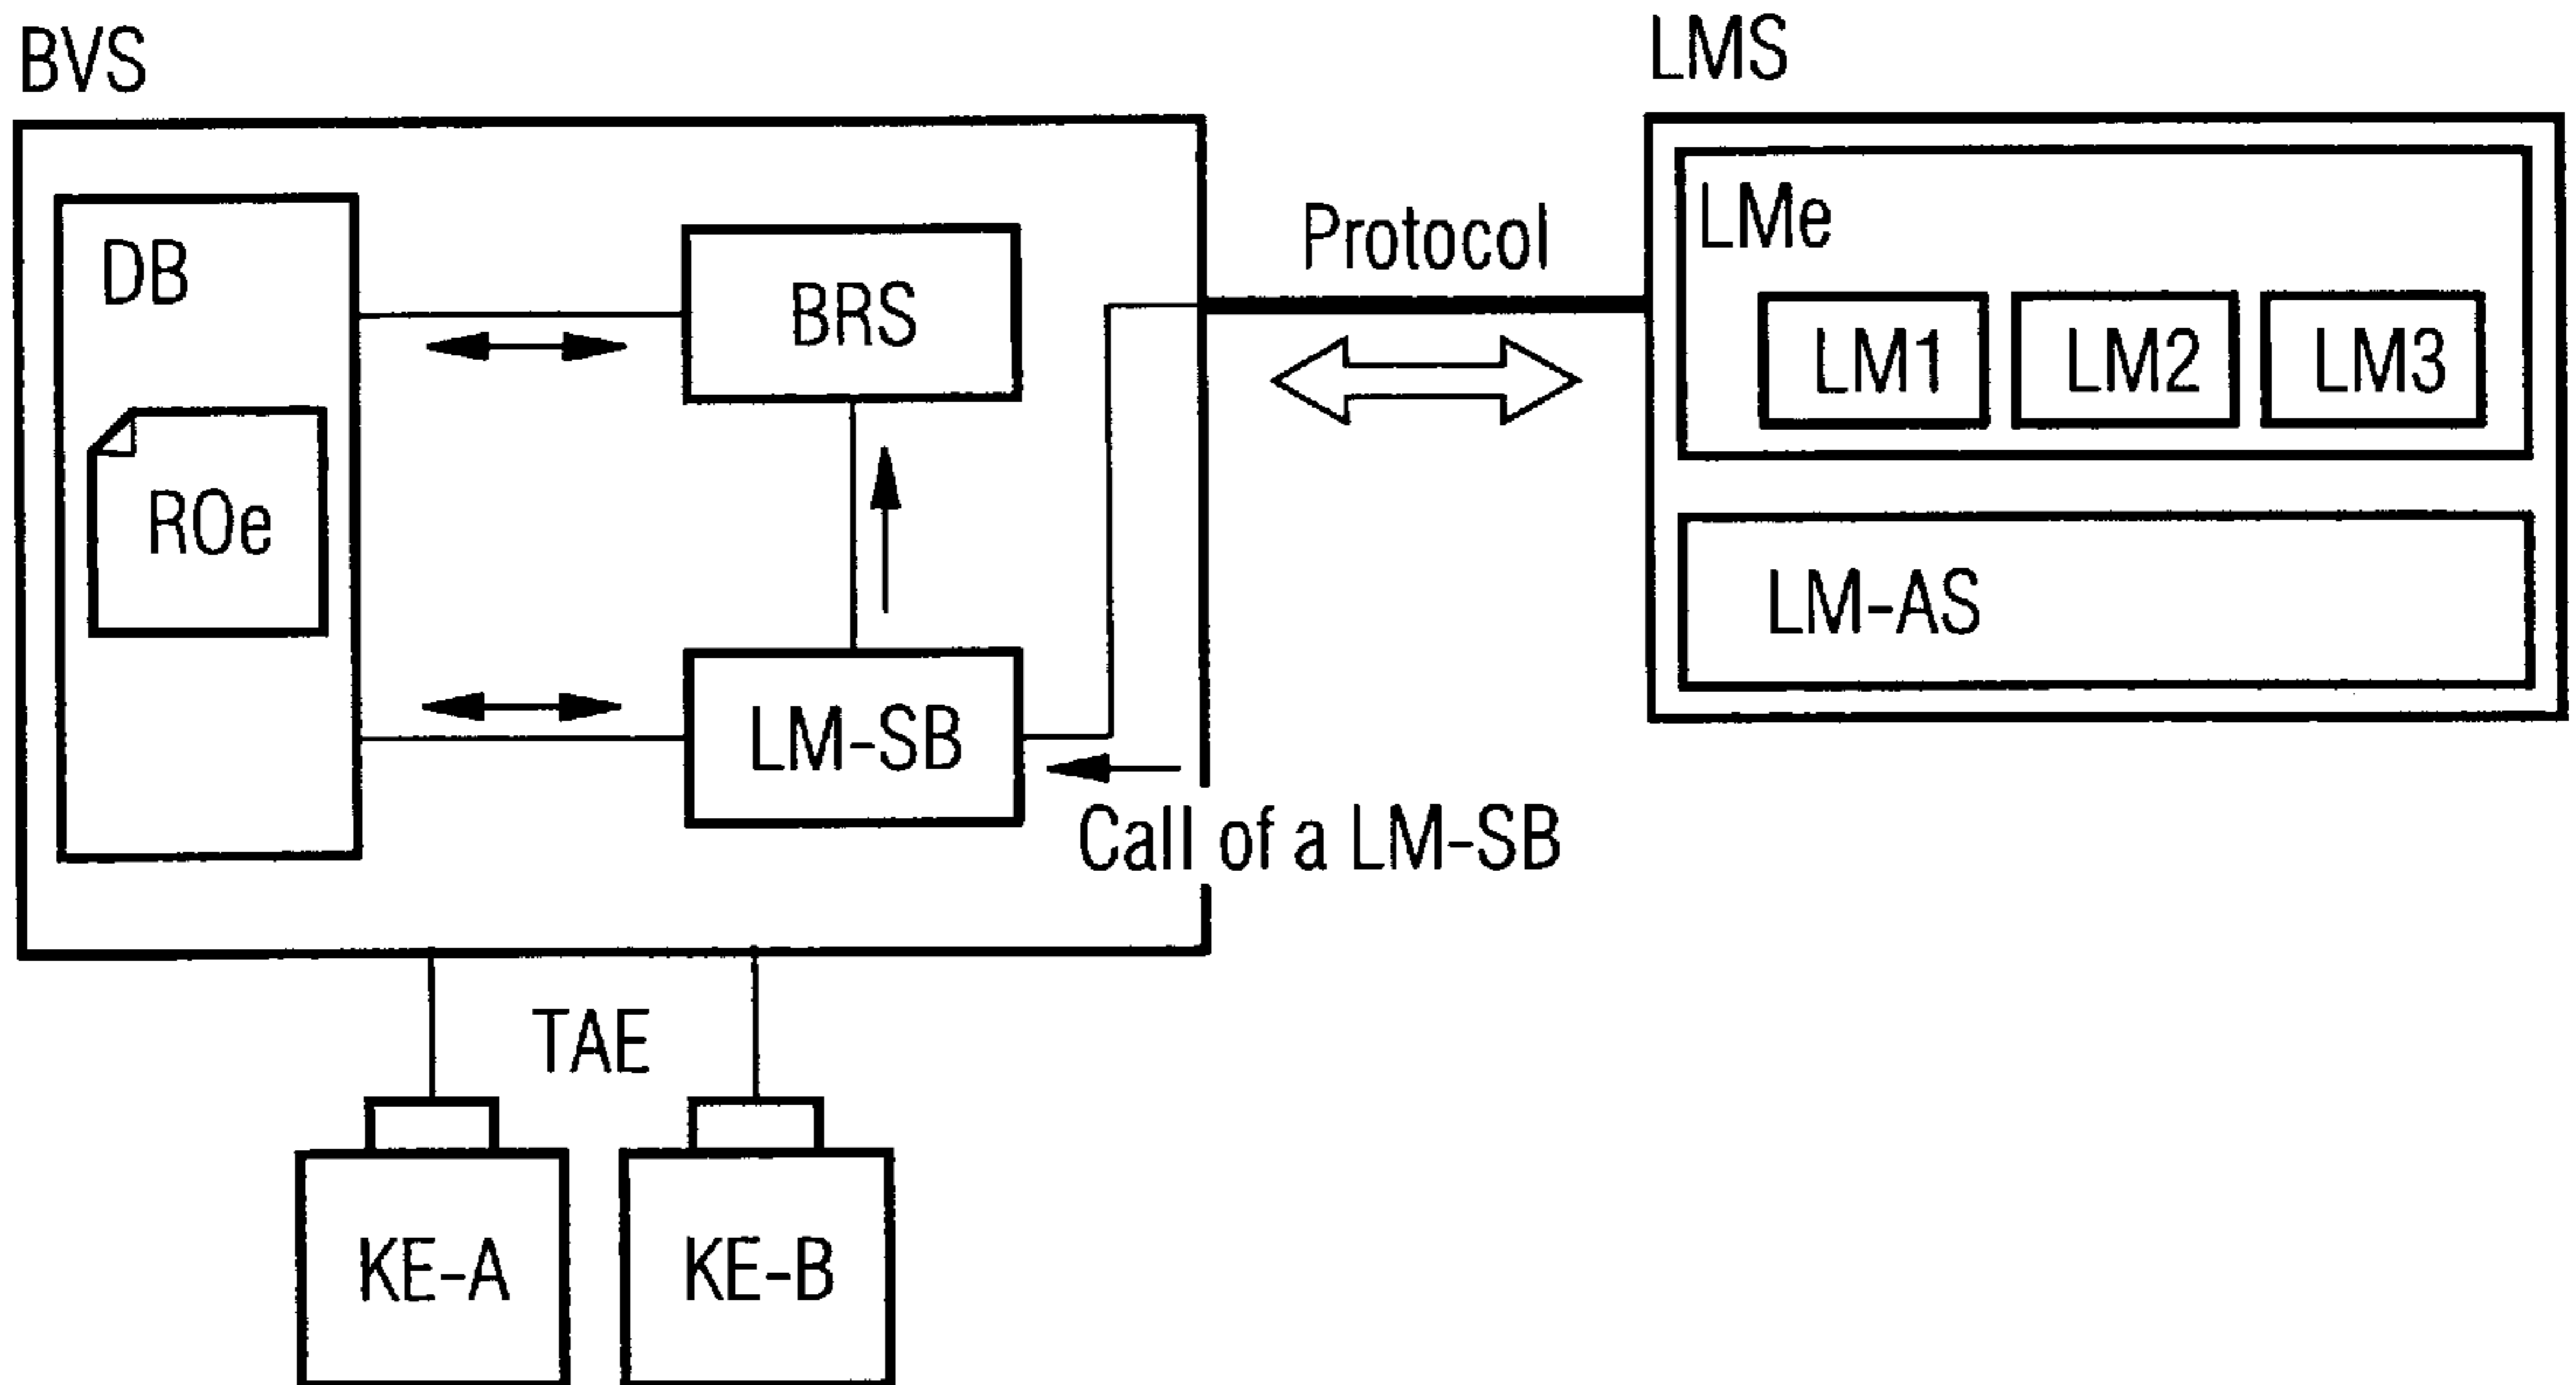 BVS
LMS
DB
BRS
Protocol
LMe
LM1
LM2
LM3
ROe
LM-AS
LM-SB
Call of a LM-SB
TAE
KE-A
KE-B